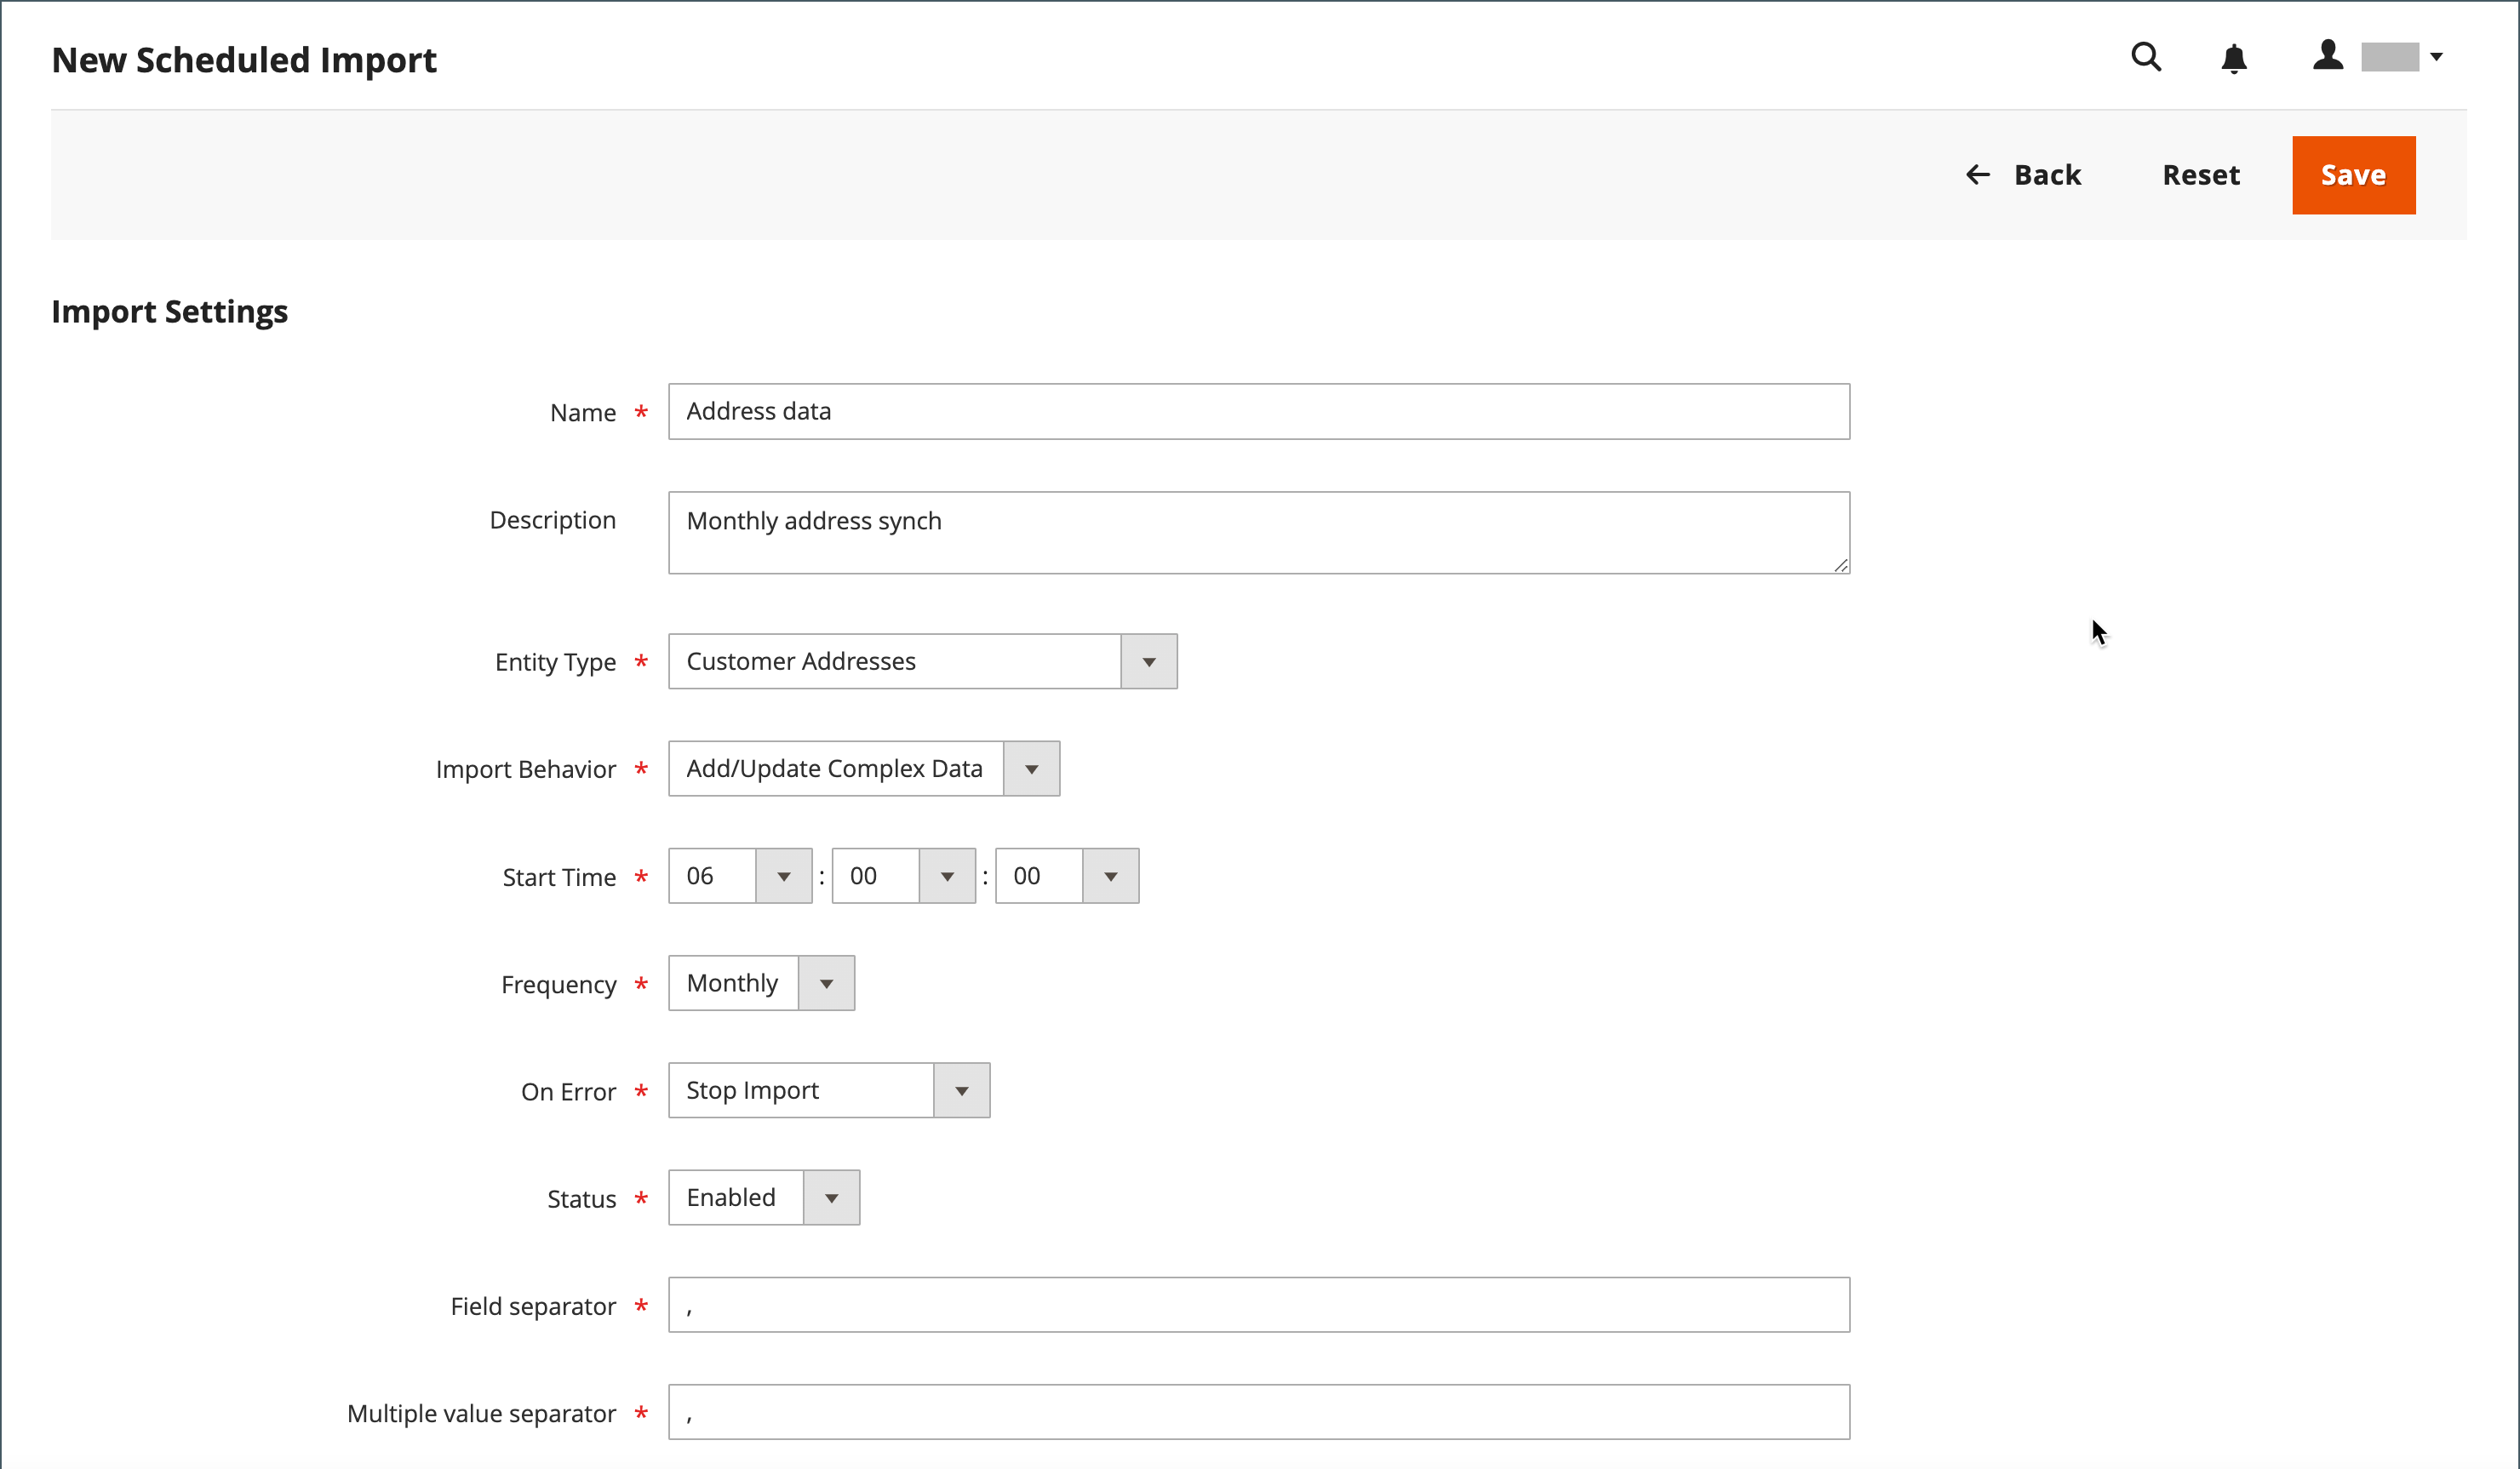 New Scheduled Import
Back Reset Save
Import Settings
Name * Address data
Description Monthly address synch
Entity Type * Customer Addresses
Import Behavior * Add/Update Complex Data
Start Time * 06 : 00 : 00
Frequency * Monthly
On Error * Stop Import
Status * Enabled
Field separator * ,
Multiple value separator * ,